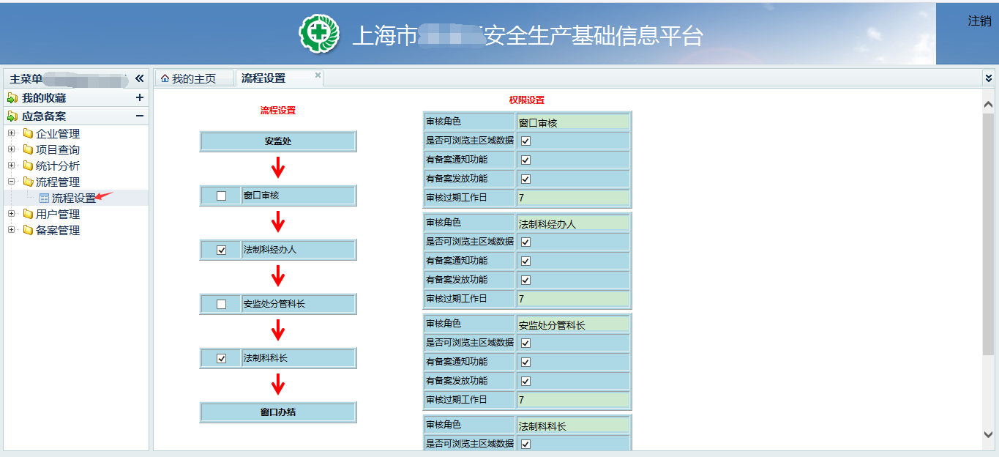 注销
上海市
安全生产基础信息平台
主菜单
我的主页
流程设置
我的收藏
应急备案
企业管理
项目查询
统计分析
流程管理
流程设置
用户管理
备案管理
流程设置
安监处
窗口审核
法制科经办人
安监处分管科长
法制科科长
窗口办结
权限设置
审核角色 窗口审核
是否可浏览主区域数据
有备案通知功能
有备案发放功能
审核过期工作日 7
审核角色 法制科经办人
是否可浏览主区域数据
有备案通知功能
有备案发放功能
审核过期工作日 7
审核角色 安监处分管科长
是否可浏览主区域数据
有备案通知功能
有备案发放功能
审核过期工作日 7
审核角色 法制科科长
是否可浏览主区域数据